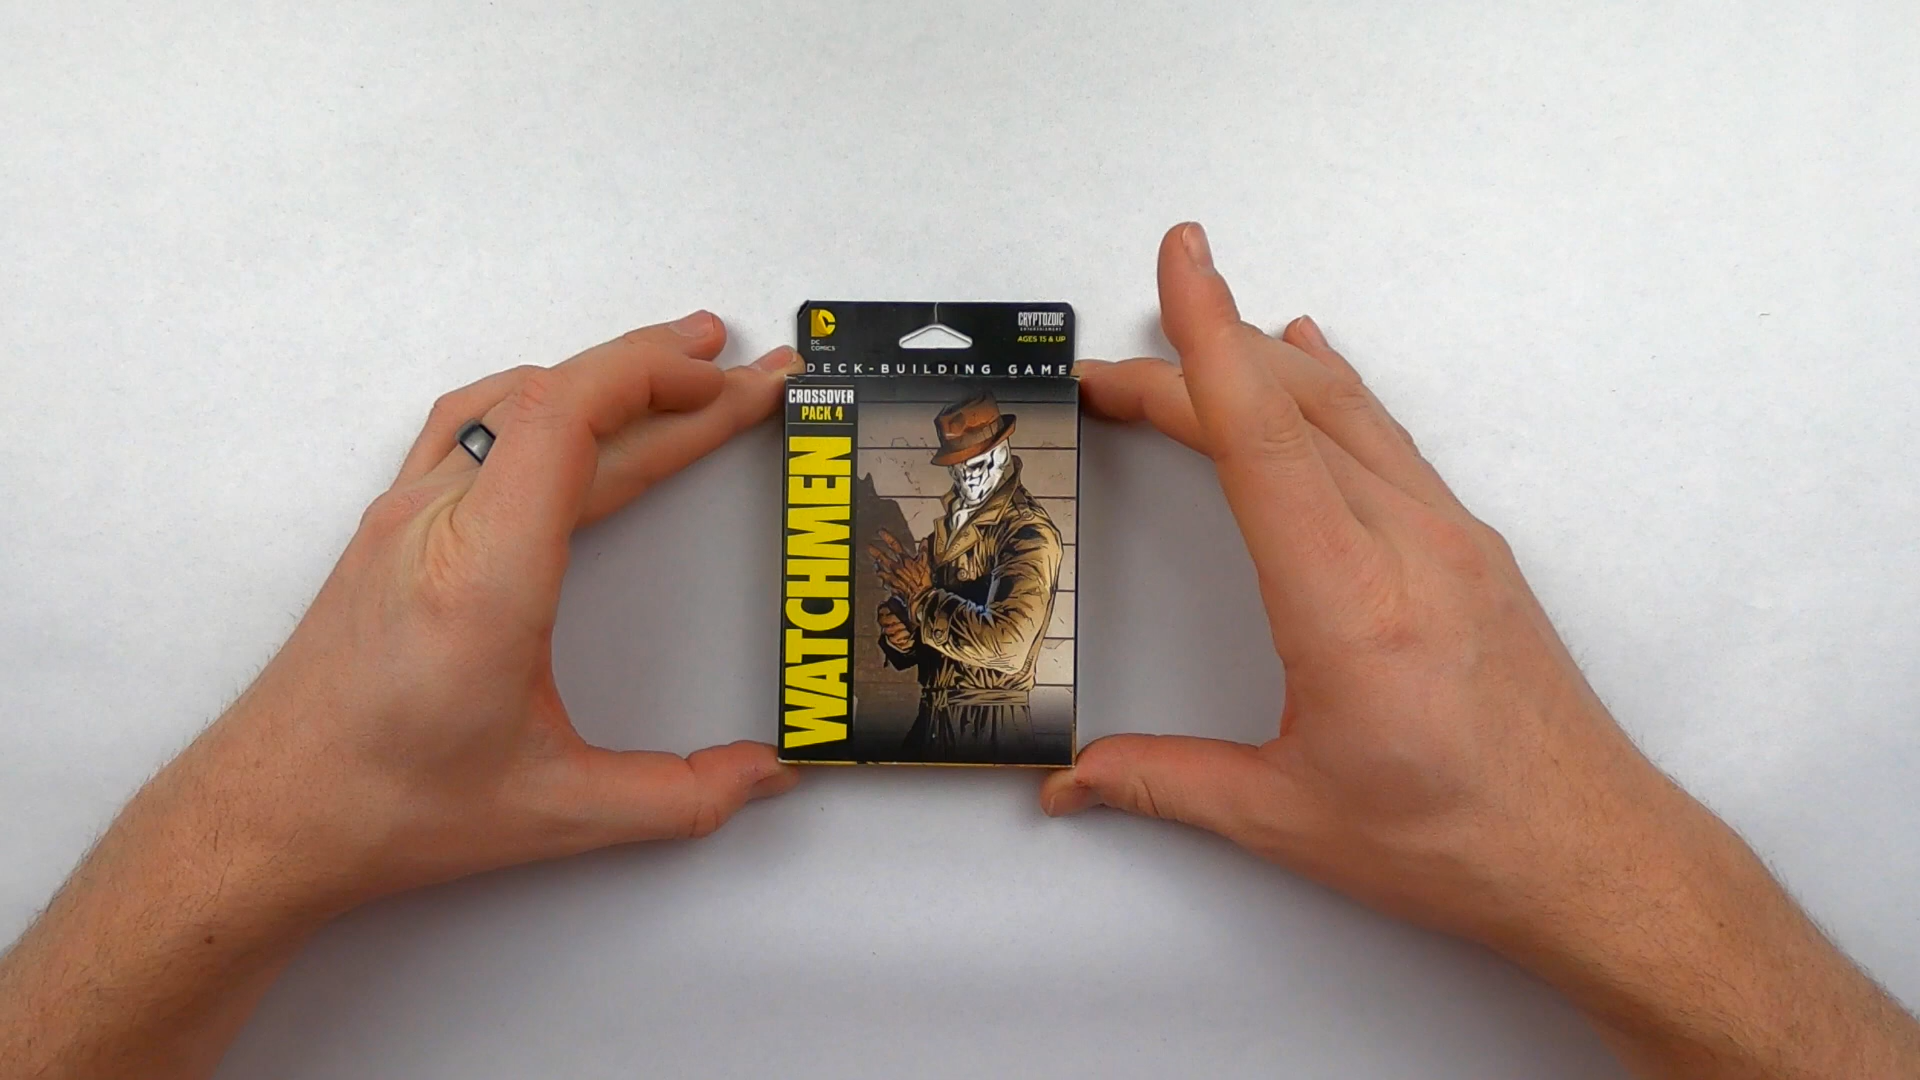 DC
COMICS
CRYPTOZOIC
ENTERTAINMENT
AGES 15 & UP
DECK-BUILDING GAME
CROSSOVER
PACK 4
WATCHMEN